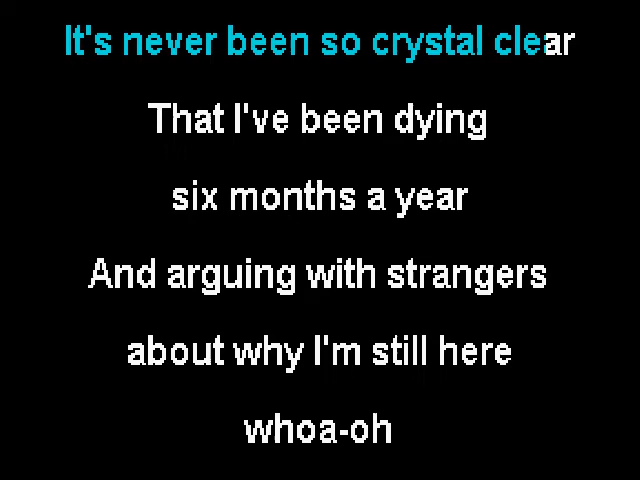 It's never been so crystal clear
That I've been dying
six months a year
And arguing with strangers
about why I'm still here
whoa-oh